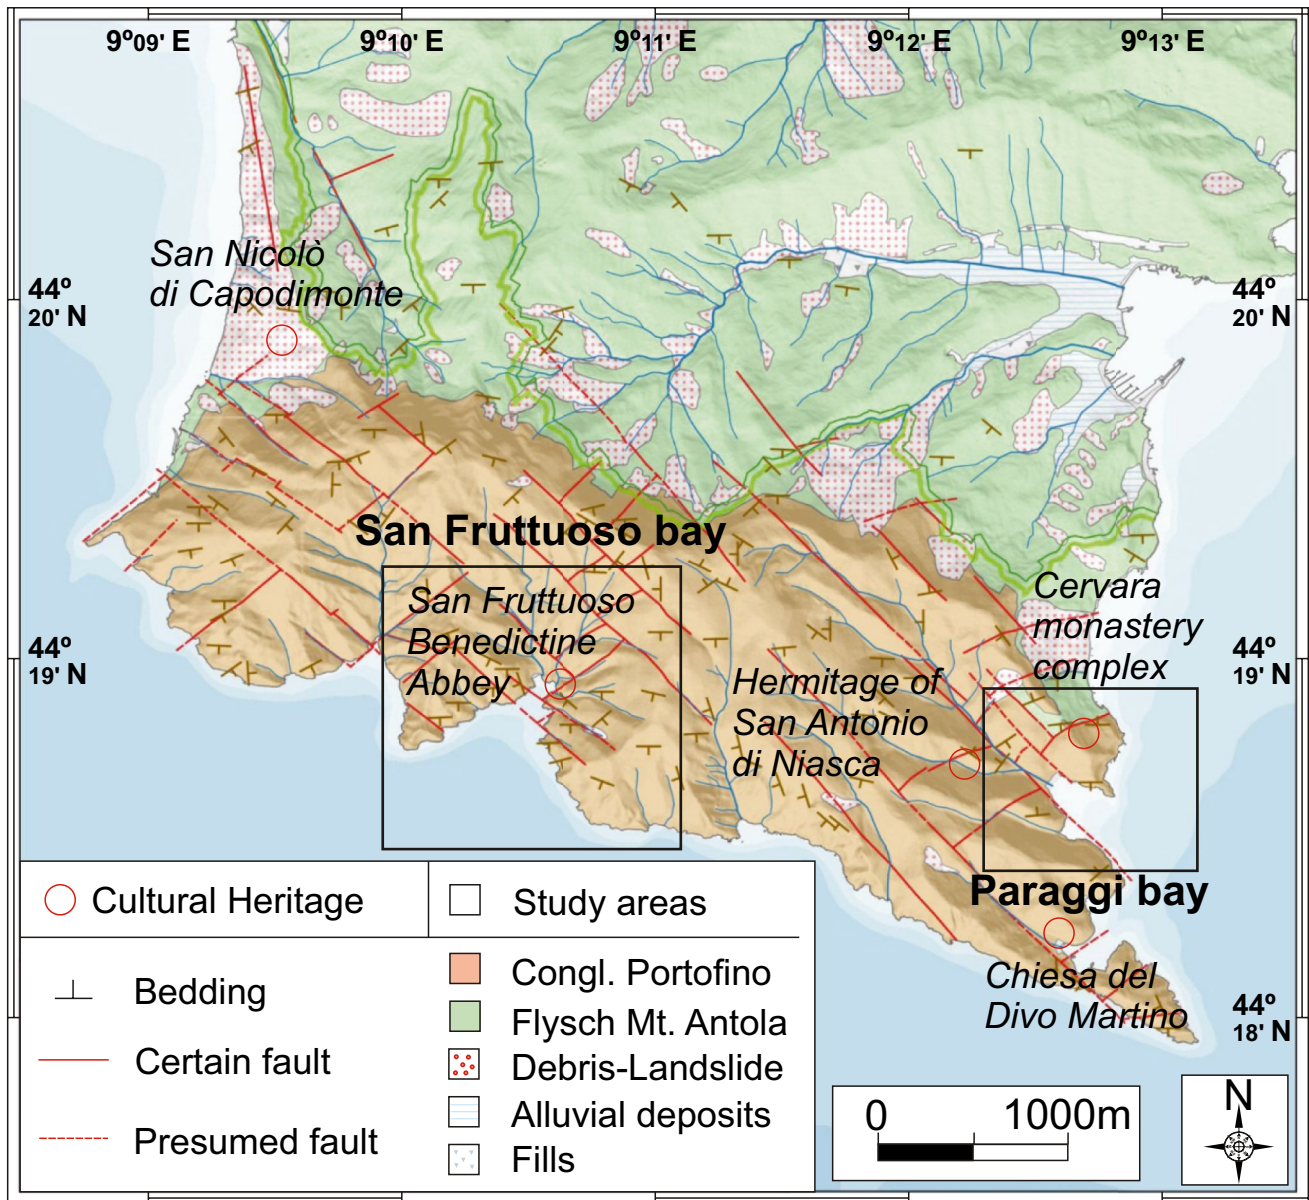 9º09' E
9º10' E
9º11' E
9º12' E
9º13' E
San Nicolò
di Capodimonte
44º
20' N
44º
20' N
San Fruttuoso bay
San Fruttuoso
Benedictine
Abbey
Cervara
monastery
complex
44º
19' N
44º
19' N
Hermitage of
San Antonio
di Niasca
Paraggi bay
Chiesa del
Divo Martino
44º
18' N
Cultural Heritage
Study areas
Bedding
Certain fault
Presumed fault
Congl. Portofino
Flysch Mt. Antola
Debris-Landslide
Alluvial deposits
Fills
0 1000m
N